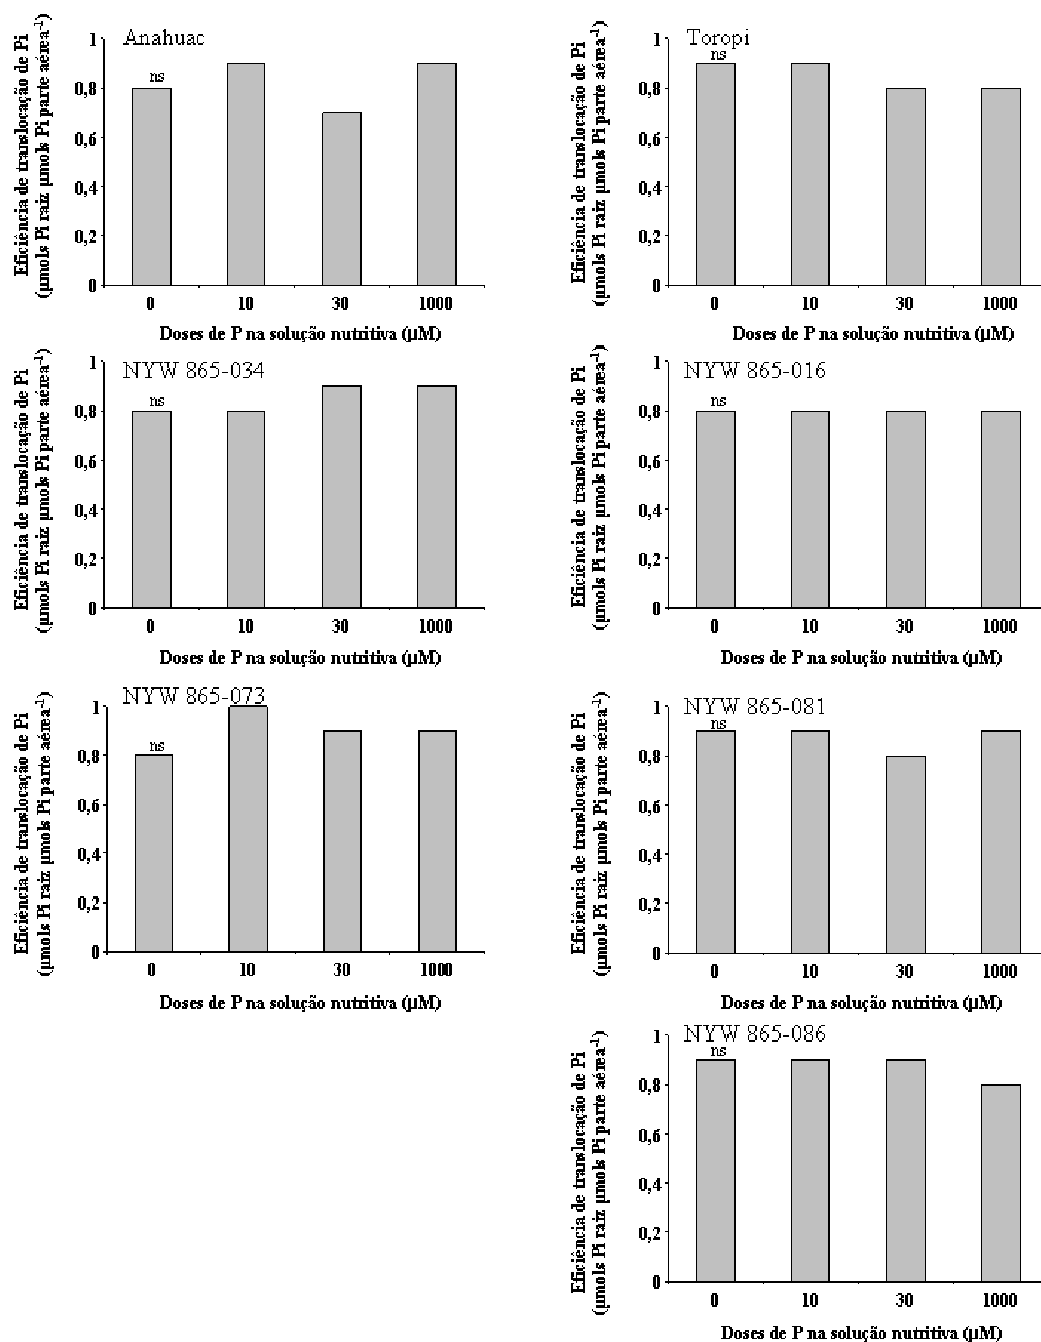 Anahuac
Eficiência de translocação de Pi
(µmols Pi raiz µmols Pi parte aérea-1)
1
0,8
0,6
0,4
0,2
0
ns
0 10 30 1000
Doses de P na solução nutritiva (µM)
Toropi
Eficiência de translocação de Pi
(µmols Pi raiz µmols Pi parte aérea-1)
1
0,8
0,6
0,4
0,2
0
ns
0 10 30 1000
Doses de P na solução nutritiva (µM)
NYW 865-034
Eficiência de translocação de Pi
(µmols Pi raiz µmols Pi parte aérea-1)
1
0,8
0,6
0,4
0,2
0
ns
0 10 30 1000
Doses de P na solução nutritiva (µM)
NYW 865-016
Eficiência de translocação de Pi
(µmols Pi raiz µmols Pi parte aérea-1)
1
0,8
0,6
0,4
0,2
0
ns
0 10 30 1000
Doses de P na solução nutritiva (µM)
NYW 865-073
Eficiência de translocação de Pi
(µmols Pi raiz µmols Pi parte aérea-1)
1
0,8
0,6
0,4
0,2
0
ns
0 10 30 1000
Doses de P na solução nutritiva (µM)
NYW 865-081
Eficiência de translocação de Pi
(µmols Pi raiz µmols Pi parte aérea-1)
1
0,8
0,6
0,4
0,2
0
ns
0 10 30 1000
Doses de P na solução nutritiva (µM)
NYW 865-086
Eficiência de translocação de Pi
(µmols Pi raiz µmols Pi parte aérea-1)
1
0,8
0,6
0,4
0,2
0
ns
0 10 30 1000
Doses de P na solução nutritiva (µM)